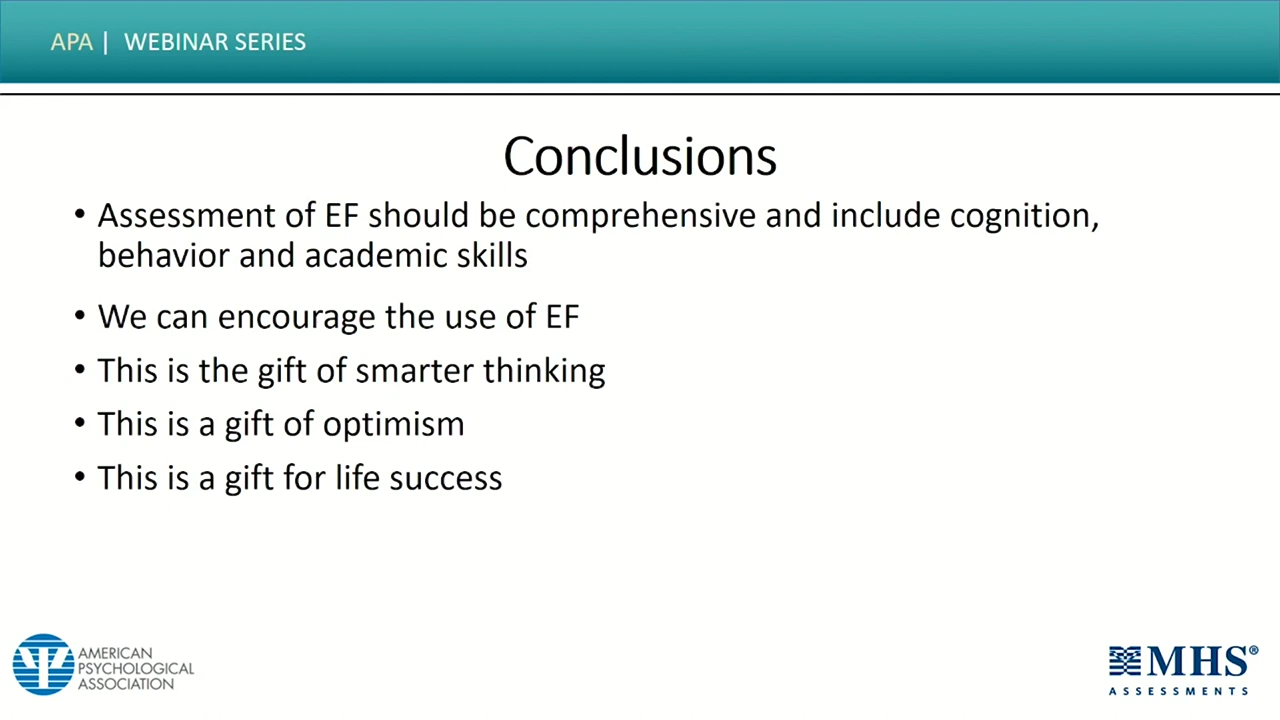 APA | WEBINAR SERIES
Conclusions
• Assessment of EF should be comprehensive and include cognition,
behavior and academic skills
• We can encourage the use of EF
• This is the gift of smarter thinking
• This is a gift of optimism
• This is a gift for life success
AMERICAN
PSYCHOLOGICAL
ASSOCIATION
MHS®
ASSESSMENTS